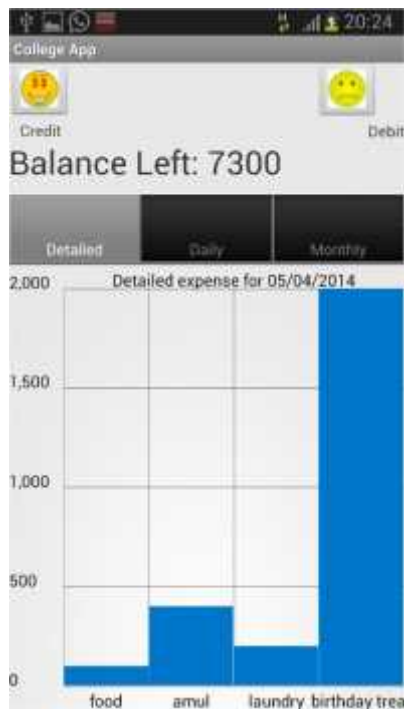 20:24
College App
Credit Debit
Balance Left: 7300
Detailed Daily Monthly
Detailed expense for 05/04/2014
2,000
1,500
1,000
500
0
food amul laundry birthday trea